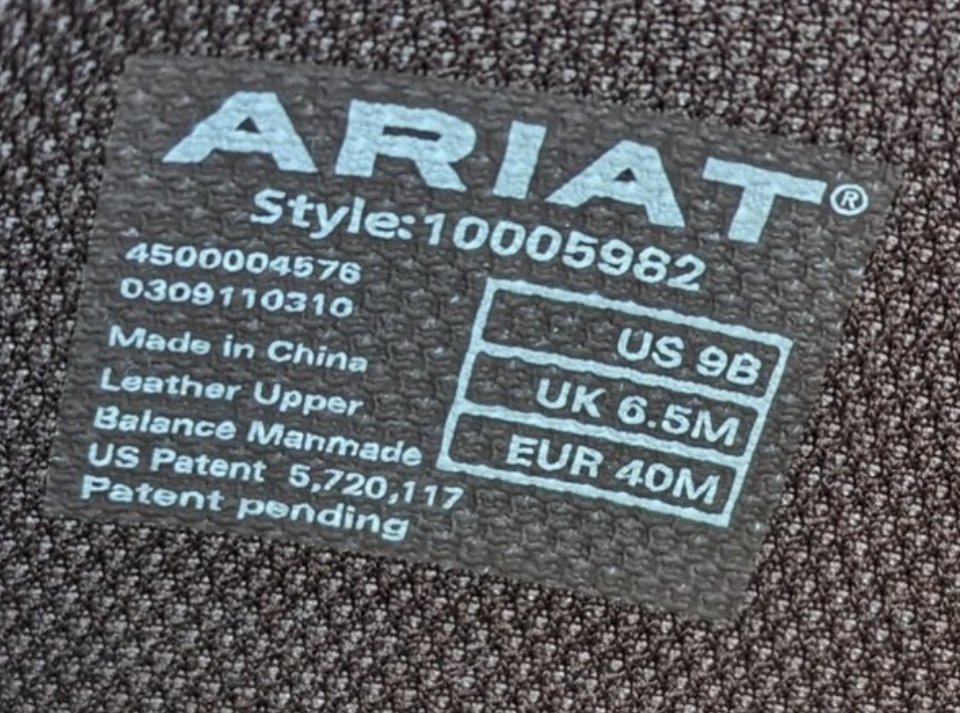 ARIAT®
Style:10005982
4500004576
0309110310
Made in China
Leather Upper
Balance Manmade
US Patent 5,720,117
Patent pending
US 9B
UK 6.5M
EUR 40M